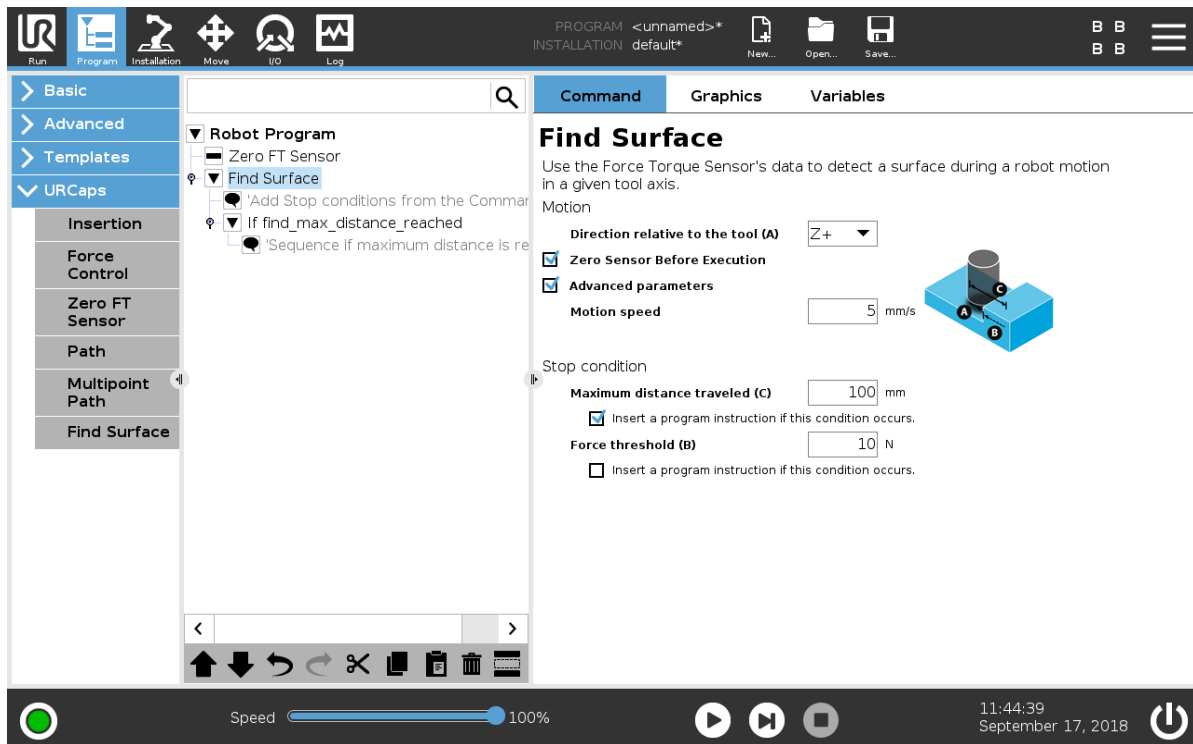 PROGRAM <unnamed>*
INSTALLATION default*
UR
Run
Program
Installation
Move
I/O
Log
New...
Open...
Save...
B B
B B
Basic
Advanced
Templates
URCaps
Insertion
Force
Control
Zero FT
Sensor
Path
Multipoint
Path
Find Surface
Robot Program
Zero FT Sensor
Find Surface
'Add Stop conditions from the Commar
If find_max_distance_reached
'Sequence if maximum distance is re
Command Graphics Variables
Find Surface
Use the Force Torque Sensor's data to detect a surface during a robot motion
in a given tool axis.
Motion
Direction relative to the tool (A) Z+
Zero Sensor Before Execution
Advanced parameters
Motion speed 5 mm/s
C
A
B
Stop condition
Maximum distance traveled (C) 100 mm
Insert a program instruction if this condition occurs.
Force threshold (B) 10 N
Insert a program instruction if this condition occurs.
Speed 100%
11:44:39
September 17, 2018